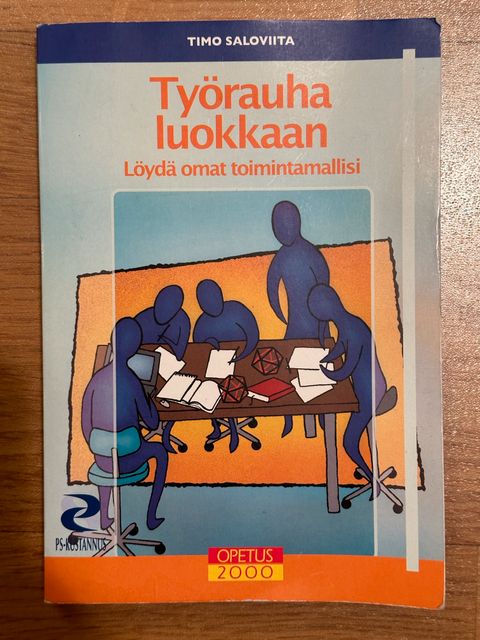 TIMO SALOVIITA
Työrauha
luokkaan
Löydä omat toimintamallisi
PS-KUSTANNUS
OPETUS
2000